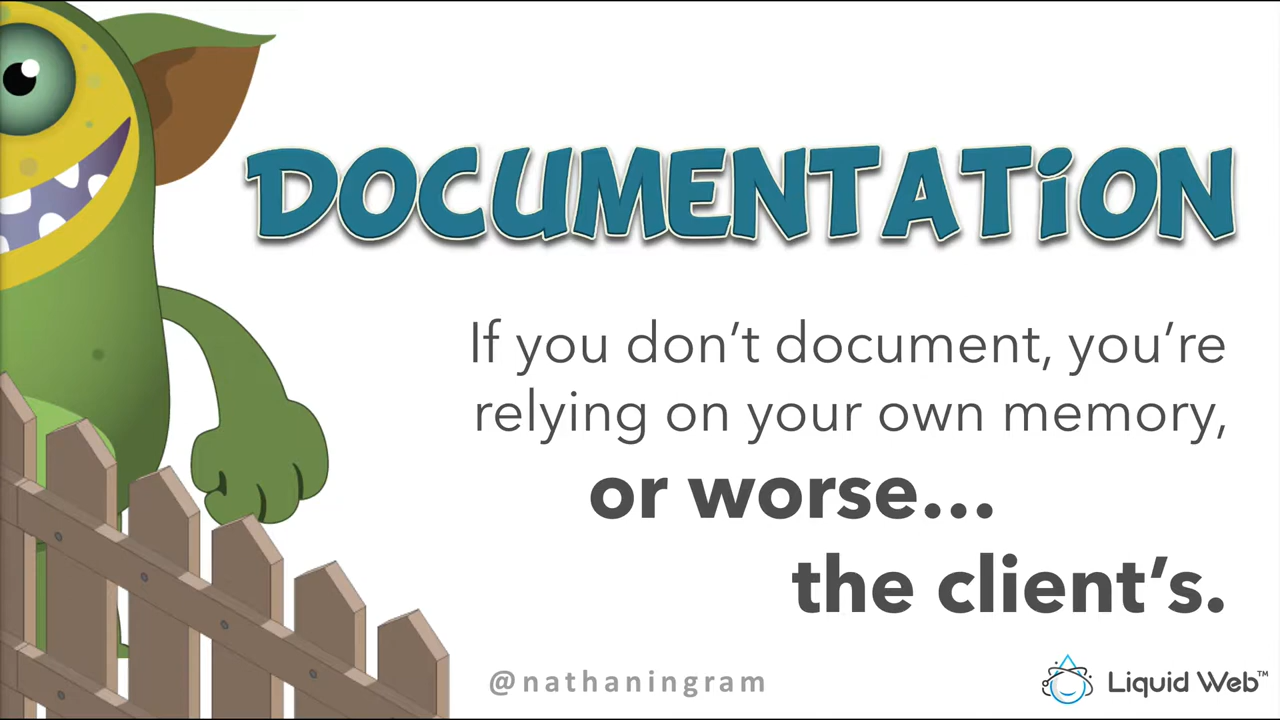 DOCUMENTATiON
If you don’t document, you’re
relying on your own memory,
or worse...
the client’s.
@nathaningram
Liquid Web™